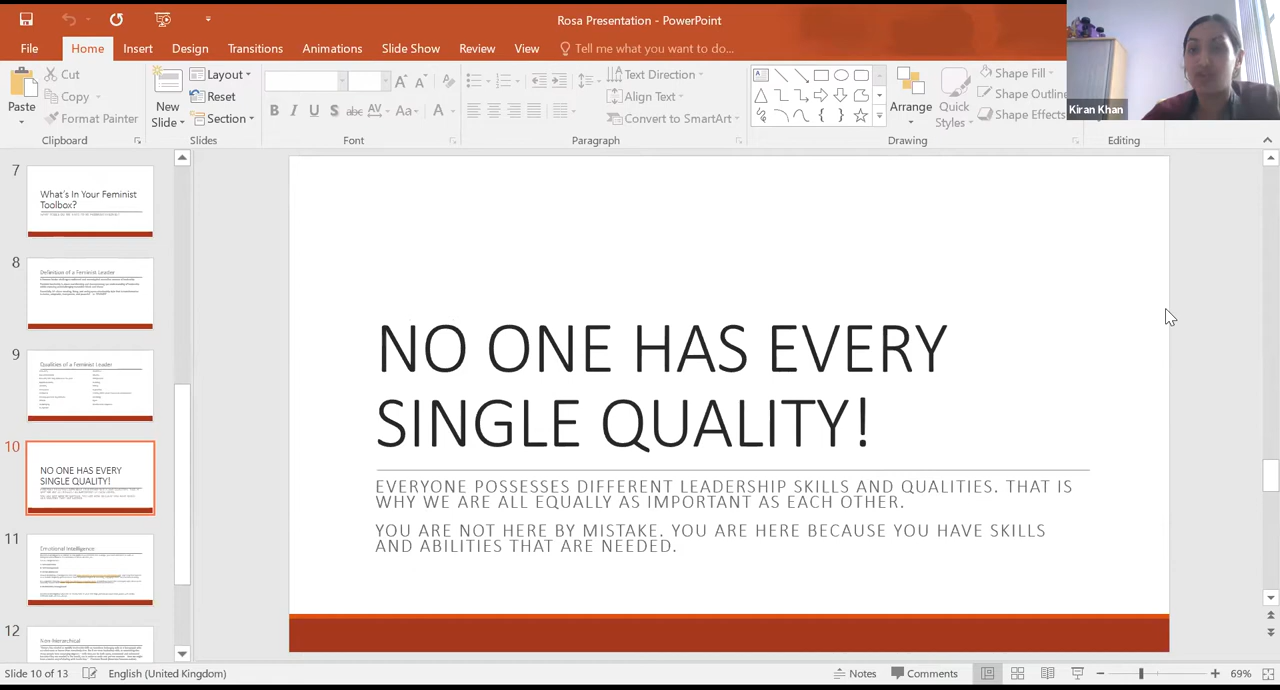 Rosa Presentation - PowerPoint
File Home Insert Design Transitions Animations Slide Show Review View Tell me what you want to do...
Paste
Cut
Copy
Format Painter
Clipboard
New Slide
Layout
Reset
Section
Slides
B I U S abc AV Aa A
Font
Text Direction
Align Text
Convert to SmartArt
Paragraph
Arrange
Quick Styles
Shape Fill
Shape Outline
Shape Effects
Drawing
Editing
Kiran Khan
7
What's In Your Feminist
Toolbox?
8
Definition of a Feminist Leader
9
Qualities of a Feminist Leader
10
NO ONE HAS EVERY
SINGLE QUALITY!
11
Emotional Intelligence
12
Non hierarchical
NO ONE HAS EVERY
SINGLE QUALITY!
EVERYONE POSSESSES DIFFERENT LEADERSHIP SKILLS AND QUALITIES. THAT IS
WHY WE ARE ALL EQUALLY AS IMPORTANT AS EACH OTHER.
YOU ARE NOT HERE BY MISTAKE. YOU ARE HERE BECAUSE YOU HAVE SKILLS
AND ABILITIES THAT ARE NEEDED.
Slide 10 of 13 English (United Kingdom) Notes Comments 69%